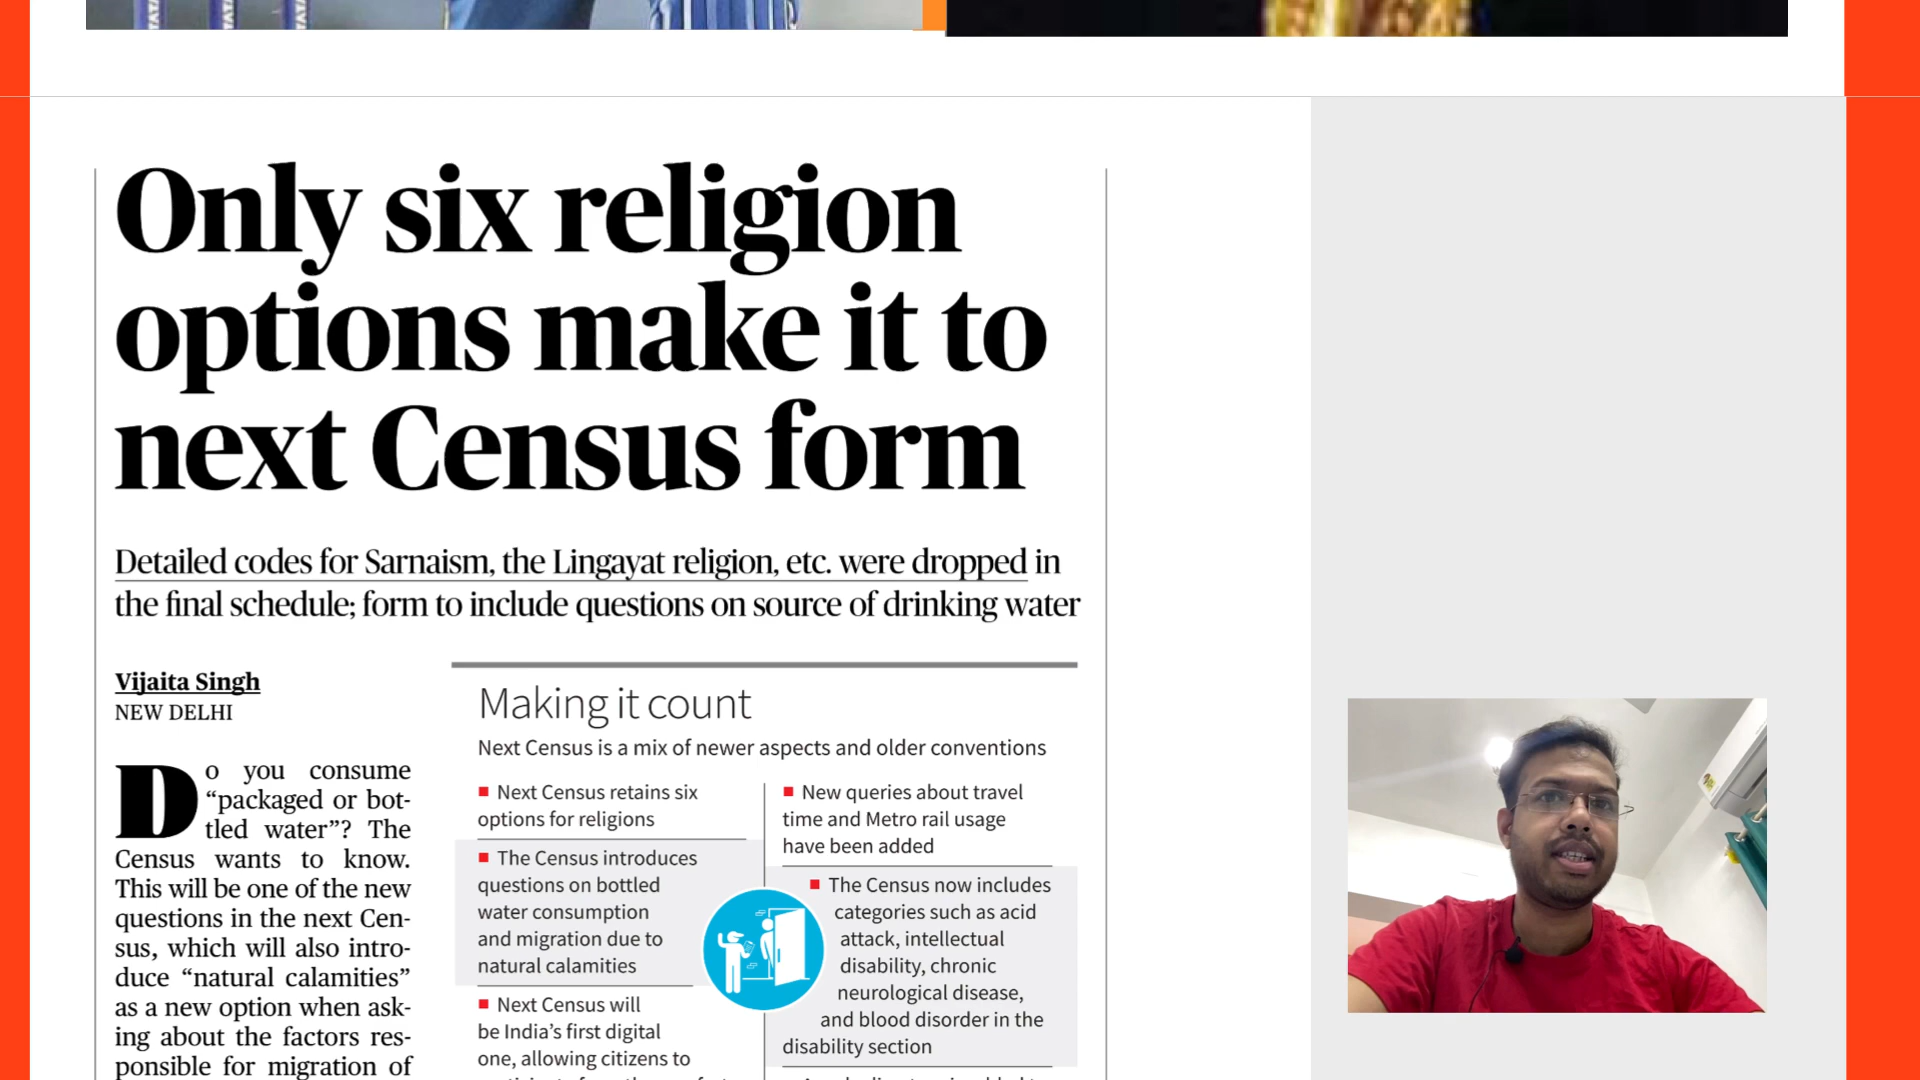 Only six religion
options make it to
next Census form
Detailed codes for Sarnaism, the Lingayat religion, etc. were dropped in
the final schedule; form to include questions on source of drinking water
Vijaita Singh
NEW DELHI
Do you consume
“packaged or bot-
tled water”? The
Census wants to know.
This will be one of the new
questions in the next Cen-
sus, which will also intro-
duce “natural calamities”
as a new option when ask-
ing about the factors res-
ponsible for migration of
Making it count
Next Census is a mix of newer aspects and older conventions
Next Census retains six
options for religions
The Census introduces
questions on bottled
water consumption
and migration due to
natural calamities
Next Census will
be India’s first digital
one, allowing citizens to
New queries about travel
time and Metro rail usage
have been added
The Census now includes
categories such as acid
attack, intellectual
disability, chronic
neurological disease,
and blood disorder in the
disability section